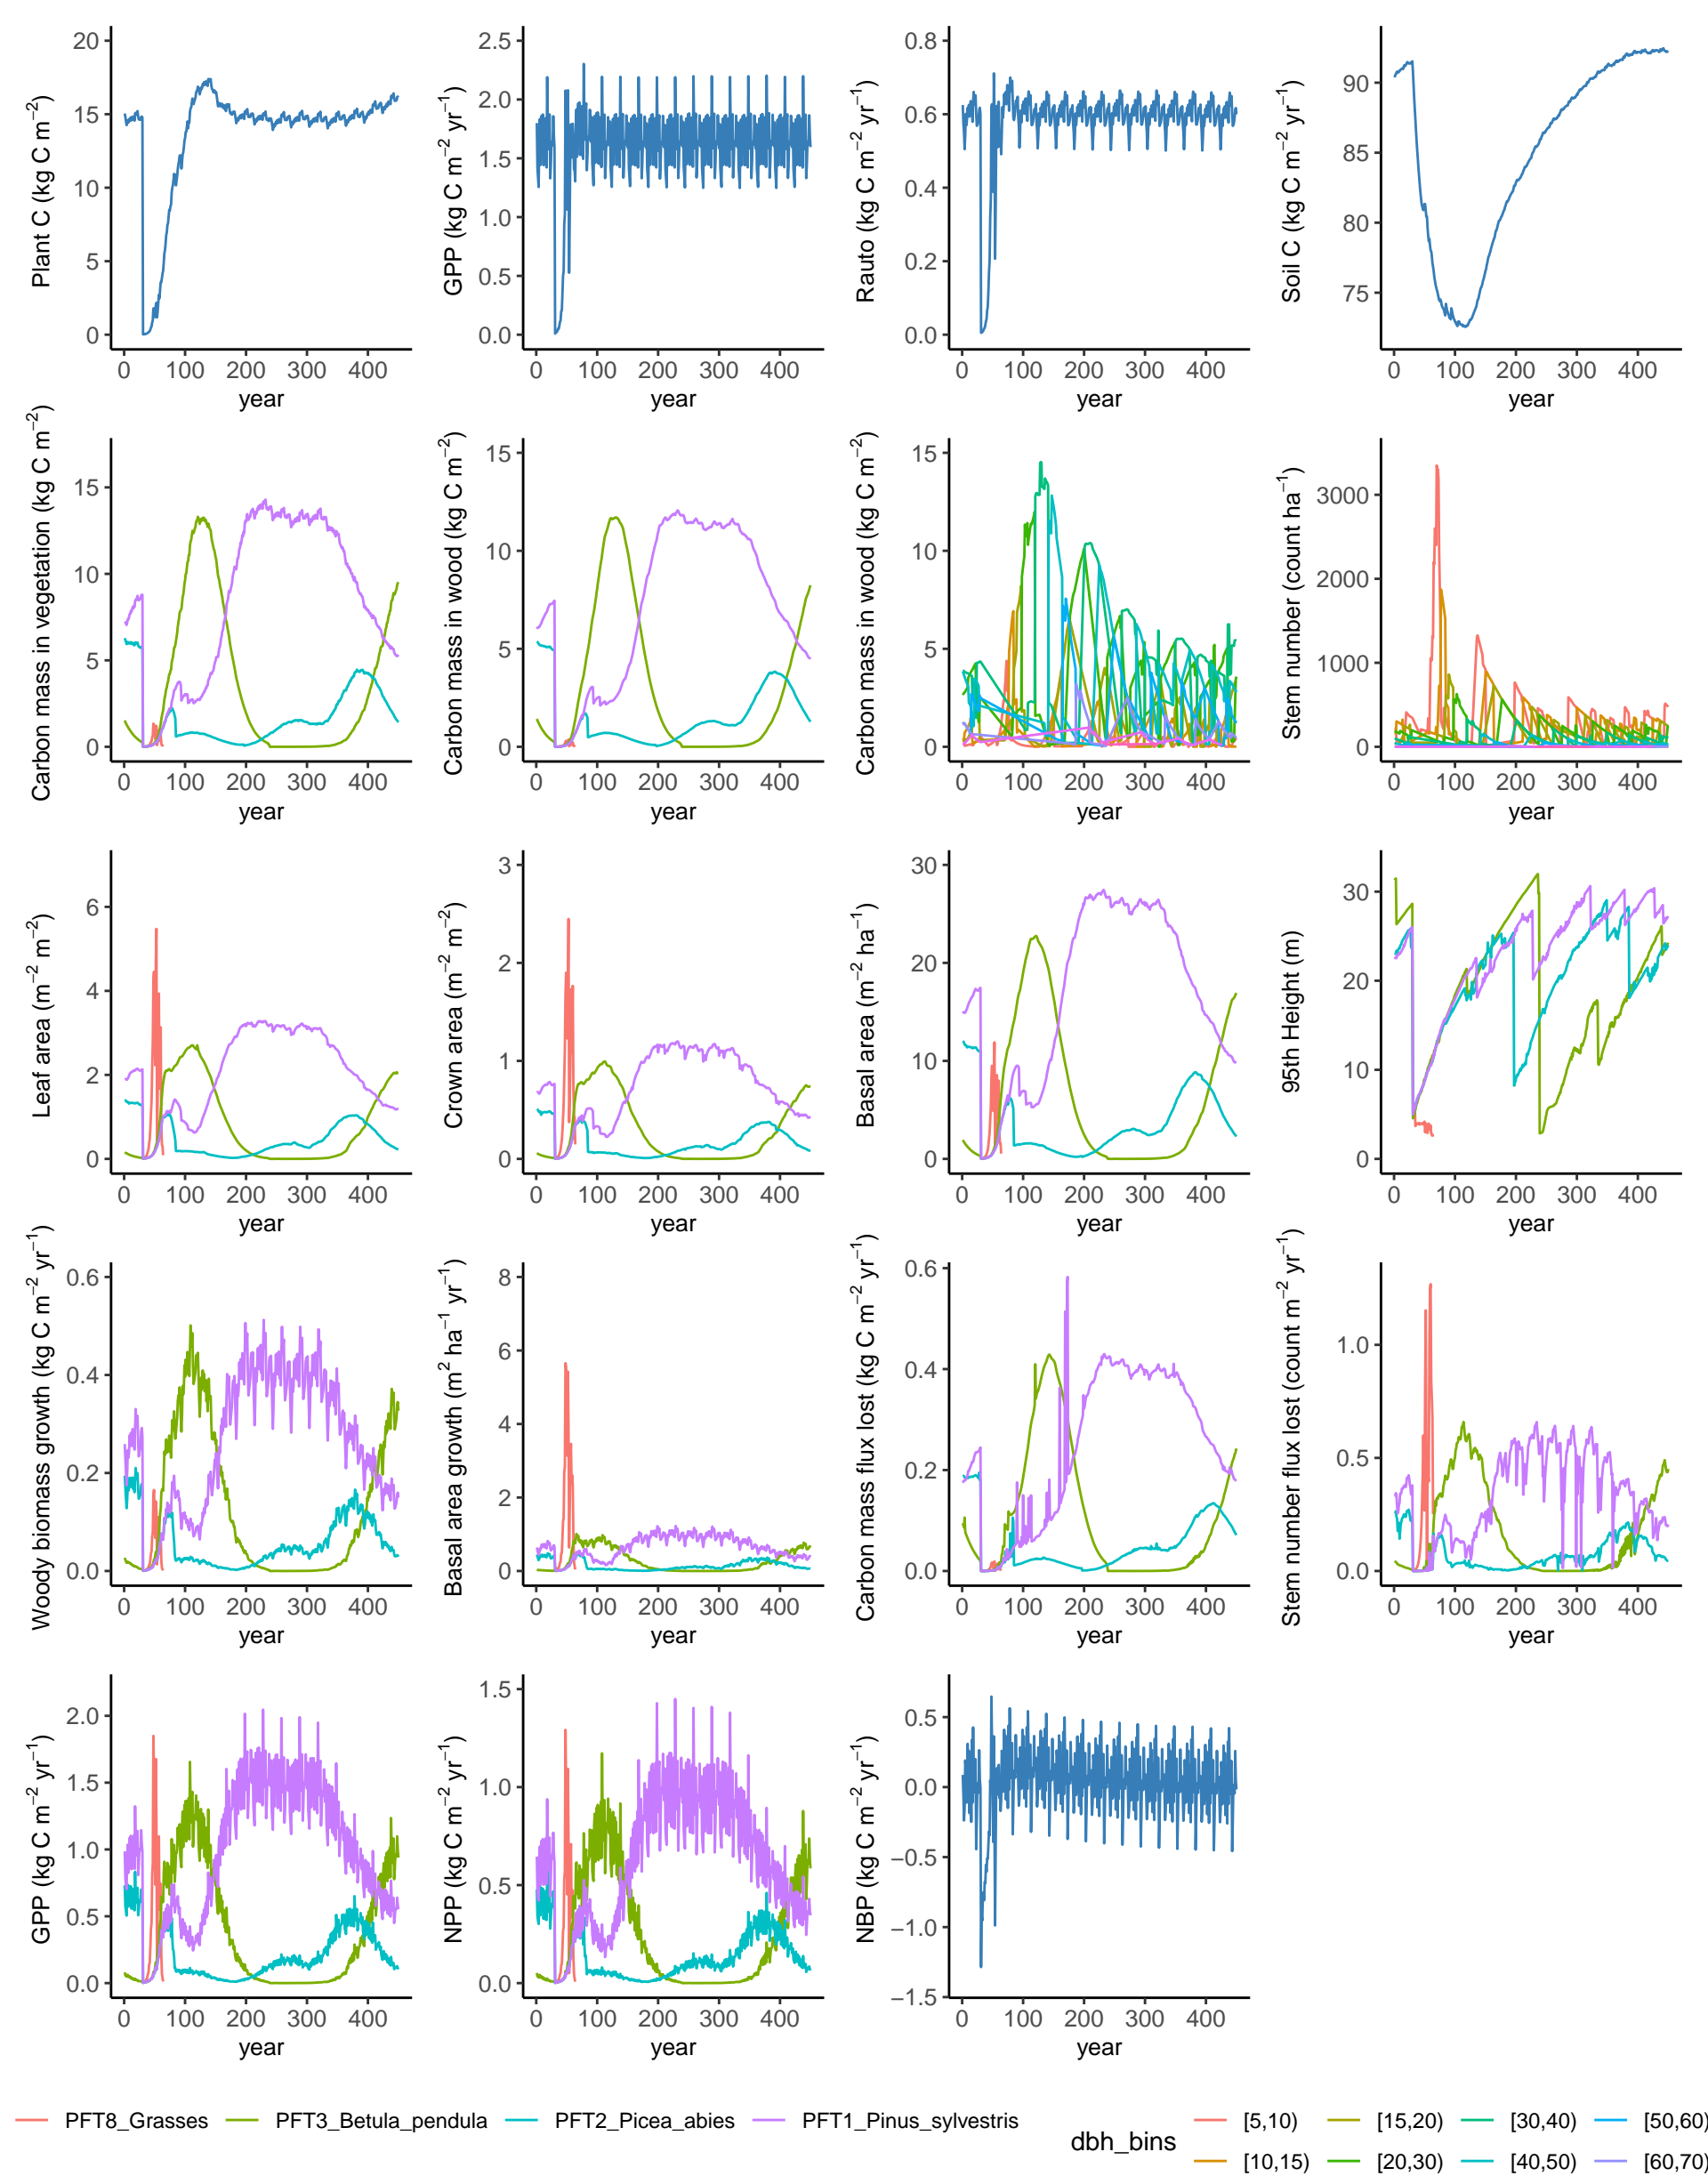 Plant C (kg C m−2)
20
15
10
5
0
0 100 200 300 400
year
GPP (kg C m−2 yr−1)
2.5
2.0
1.5
1.0
0.5
0.0
0 100 200 300 400
year
Rauto (kg C m−2 yr−1)
0.8
0.6
0.4
0.2
0.0
0 100 200 300 400
year
Soil C (kg C m−2 yr−1)
90
85
80
75
0 100 200 300 400
year
Carbon mass in vegetation (kg C m−2)
15
10
5
0
0 100 200 300 400
year
Carbon mass in wood (kg C m−2)
15
10
5
0
0 100 200 300 400
year
Carbon mass in wood (kg C m−2)
15
10
5
0
0 100 200 300 400
year
Stem number (count ha−1)
3000
2000
1000
0
0 100 200 300 400
year
Leaf area (m−2 m−2)
6
4
2
0
0 100 200 300 400
year
Crown area (m−2 m−2)
3
2
1
0
0 100 200 300 400
year
Basal area (m−2 ha−1)
30
20
10
0
0 100 200 300 400
year
95th Height (m)
30
20
10
0
0 100 200 300 400
year
Woody biomass growth (kg C m−2 yr−1)
0.6
0.4
0.2
0.0
0 100 200 300 400
year
Basal area growth (m2 ha−1 yr−1)
8
6
4
2
0
0 100 200 300 400
year
Carbon mass flux lost (kg C m−2 yr−1)
0.6
0.4
0.2
0.0
0 100 200 300 400
year
Stem number flux lost (count m−2 yr−1)
1.0
0.5
0.0
0 100 200 300 400
year
GPP (kg C m−2 yr−1)
2.0
1.5
1.0
0.5
0.0
0 100 200 300 400
year
NPP (kg C m−2 yr−1)
1.5
1.0
0.5
0.0
0 100 200 300 400
year
NBP (kg C m−2 yr−1)
0.5
0.0
−0.5
−1.0
−1.5
0 100 200 300 400
year
PFT8_Grasses PFT3_Betula_pendula PFT2_Picea_abies PFT1_Pinus_sylvestris
dbh_bins
[5,10) [15,20) [30,40) [50,60)
[10,15) [20,30) [40,50) [60,70)